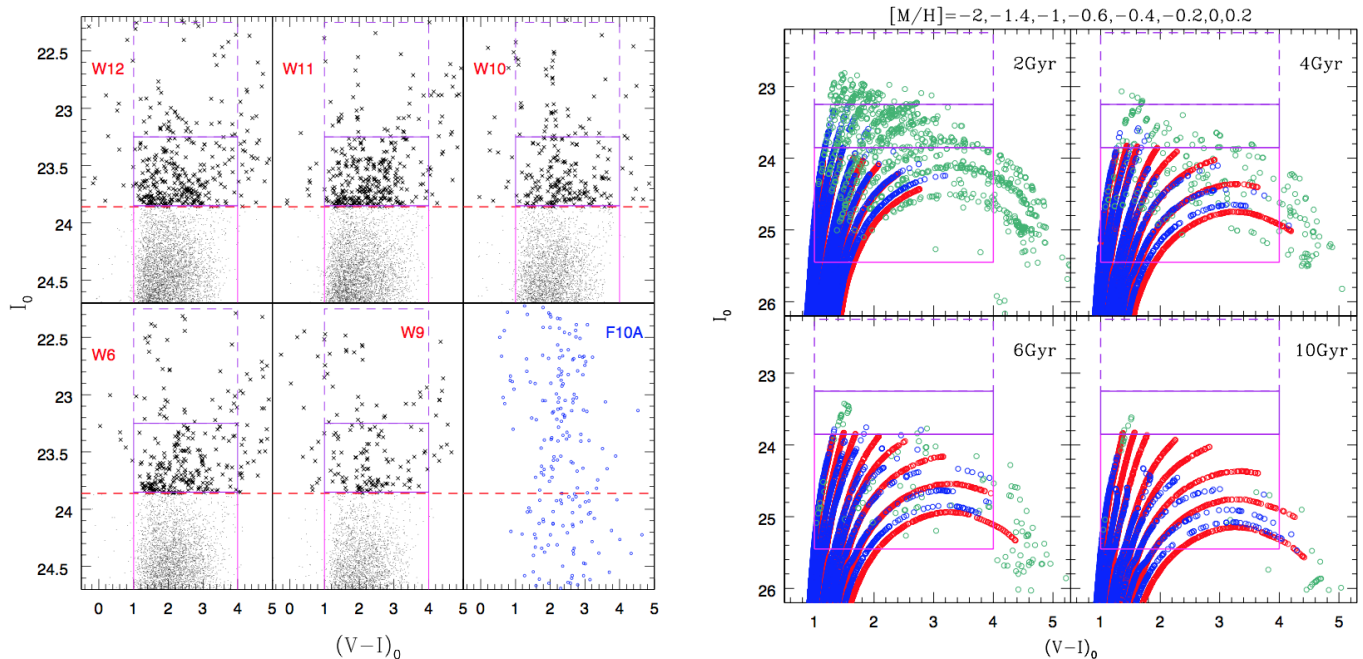 [M/H]=−2,−1.4,−1,−0.6,−0.4,−0.2,0,0.2
W12
W11
W10
22.5
23
23.5
24
24.5
I₀
W6
W9
F10A
22.5
23
23.5
24
24.5
0 1 2 3 4
0 1 2 3 4
0 1 2 3 4 5
(V−I)₀
2Gyr
4Gyr
23
24
25
26
I₀
6Gyr
10Gyr
23
24
25
26
1 2 3 4 5
1 2 3 4 5
(V−I)₀